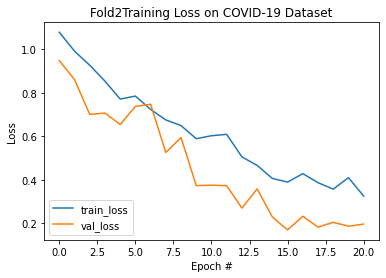 Fold2Training Loss on COVID-19 Dataset
1.0
0.8
0.6
0.4
0.2
Loss
train_loss
val_loss
0.0 2.5 5.0 7.5 10.0 12.5 15.0 17.5 20.0
Epoch #